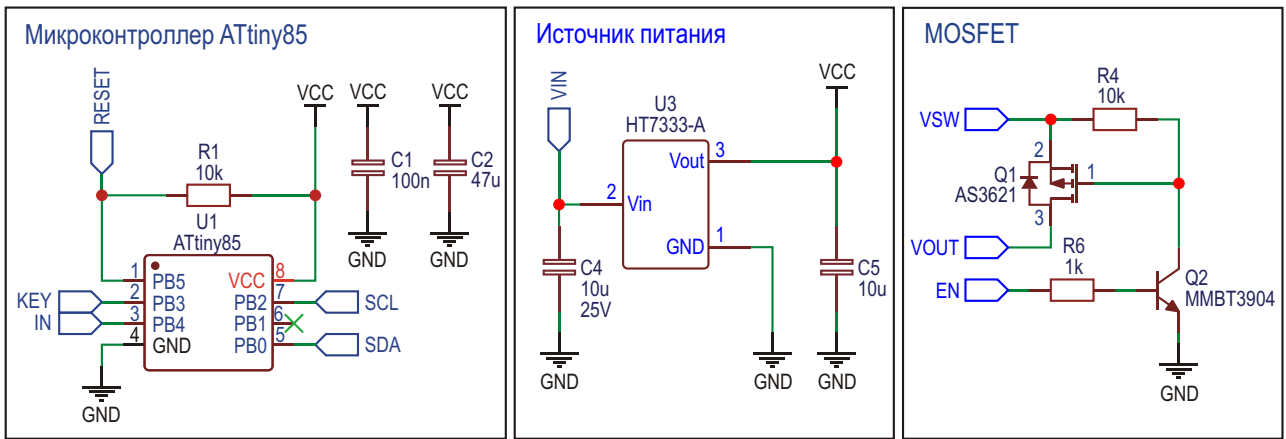 Микроконтроллер ATtiny85
RESET
VCC
VCC
VCC
R1
10k
C1
100n
C2
47u
GND
GND
U1
ATtiny85
1
PB5
VCC
8
KEY
2
PB3
PB2
7
SCL
IN
3
PB4
PB1
6
4
GND
PB0
5
SDA
GND
Источник питания
VIN
VCC
U3
HT7333-A
Vout
3
2
Vin
GND
1
C4
10u
25V
C5
10u
GND
GND
GND
MOSFET
R4
10k
VSW
2
Q1
AS3621
1
3
VOUT
R6
1k
EN
Q2
MMBT3904
GND